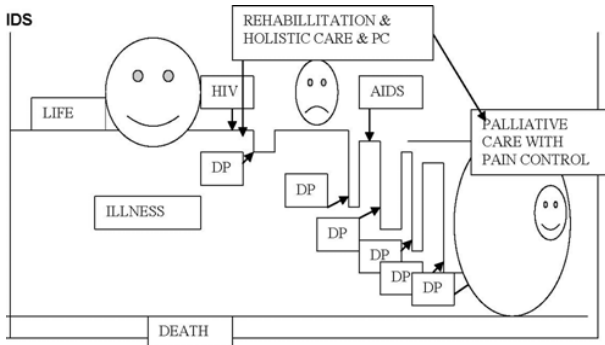 IDS
REHABILLITATION &
HOLISTIC CARE & PC
HIV
AIDS
LIFE
PALLIATIVE
CARE WITH
PAIN CONTROL
DP
DP
ILLNESS
DP
DP
DP
DP
DEATH